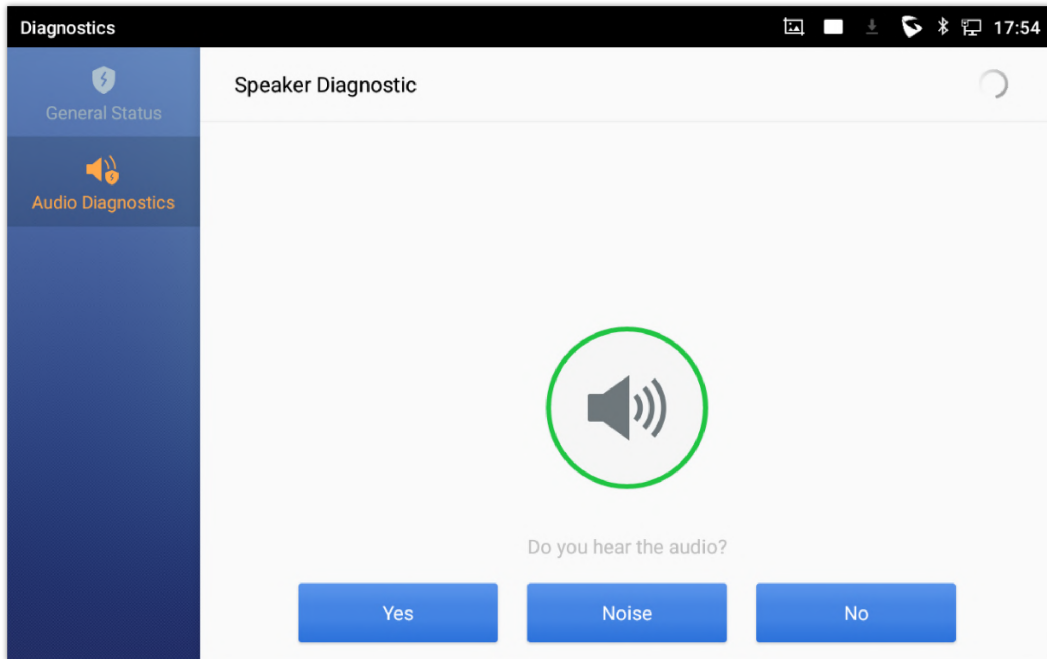 Diagnostics
17:54
General Status
Audio Diagnostics
Speaker Diagnostic
Do you hear the audio?
Yes
Noise
No